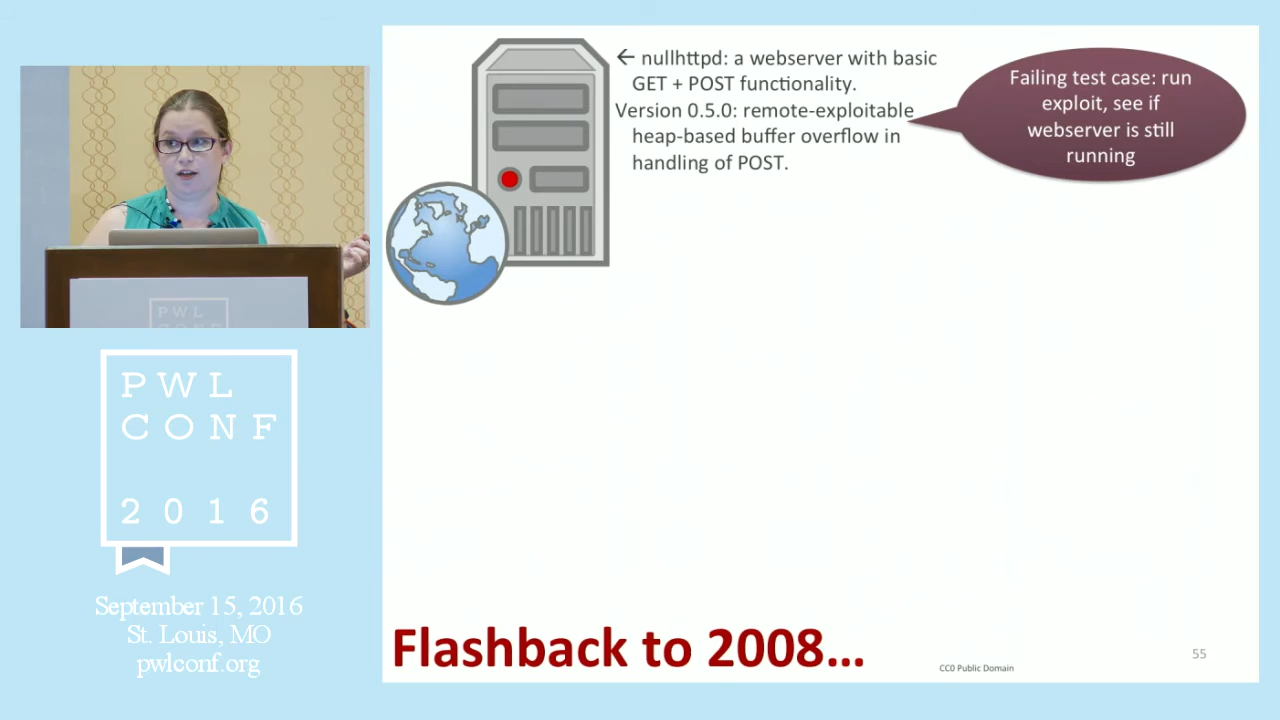 ← nullhttpd: a webserver with basic
GET + POST functionality.
Version 0.5.0: remote-exploitable
heap-based buffer overflow in
handling of POST.
Failing test case: run
exploit, see if
webserver is still
running
PWL
CONF
PWL
CONF
2016
September 15, 2016
St. Louis, MO
pwlconf.org
Flashback to 2008...
CC0 Public Domain
55